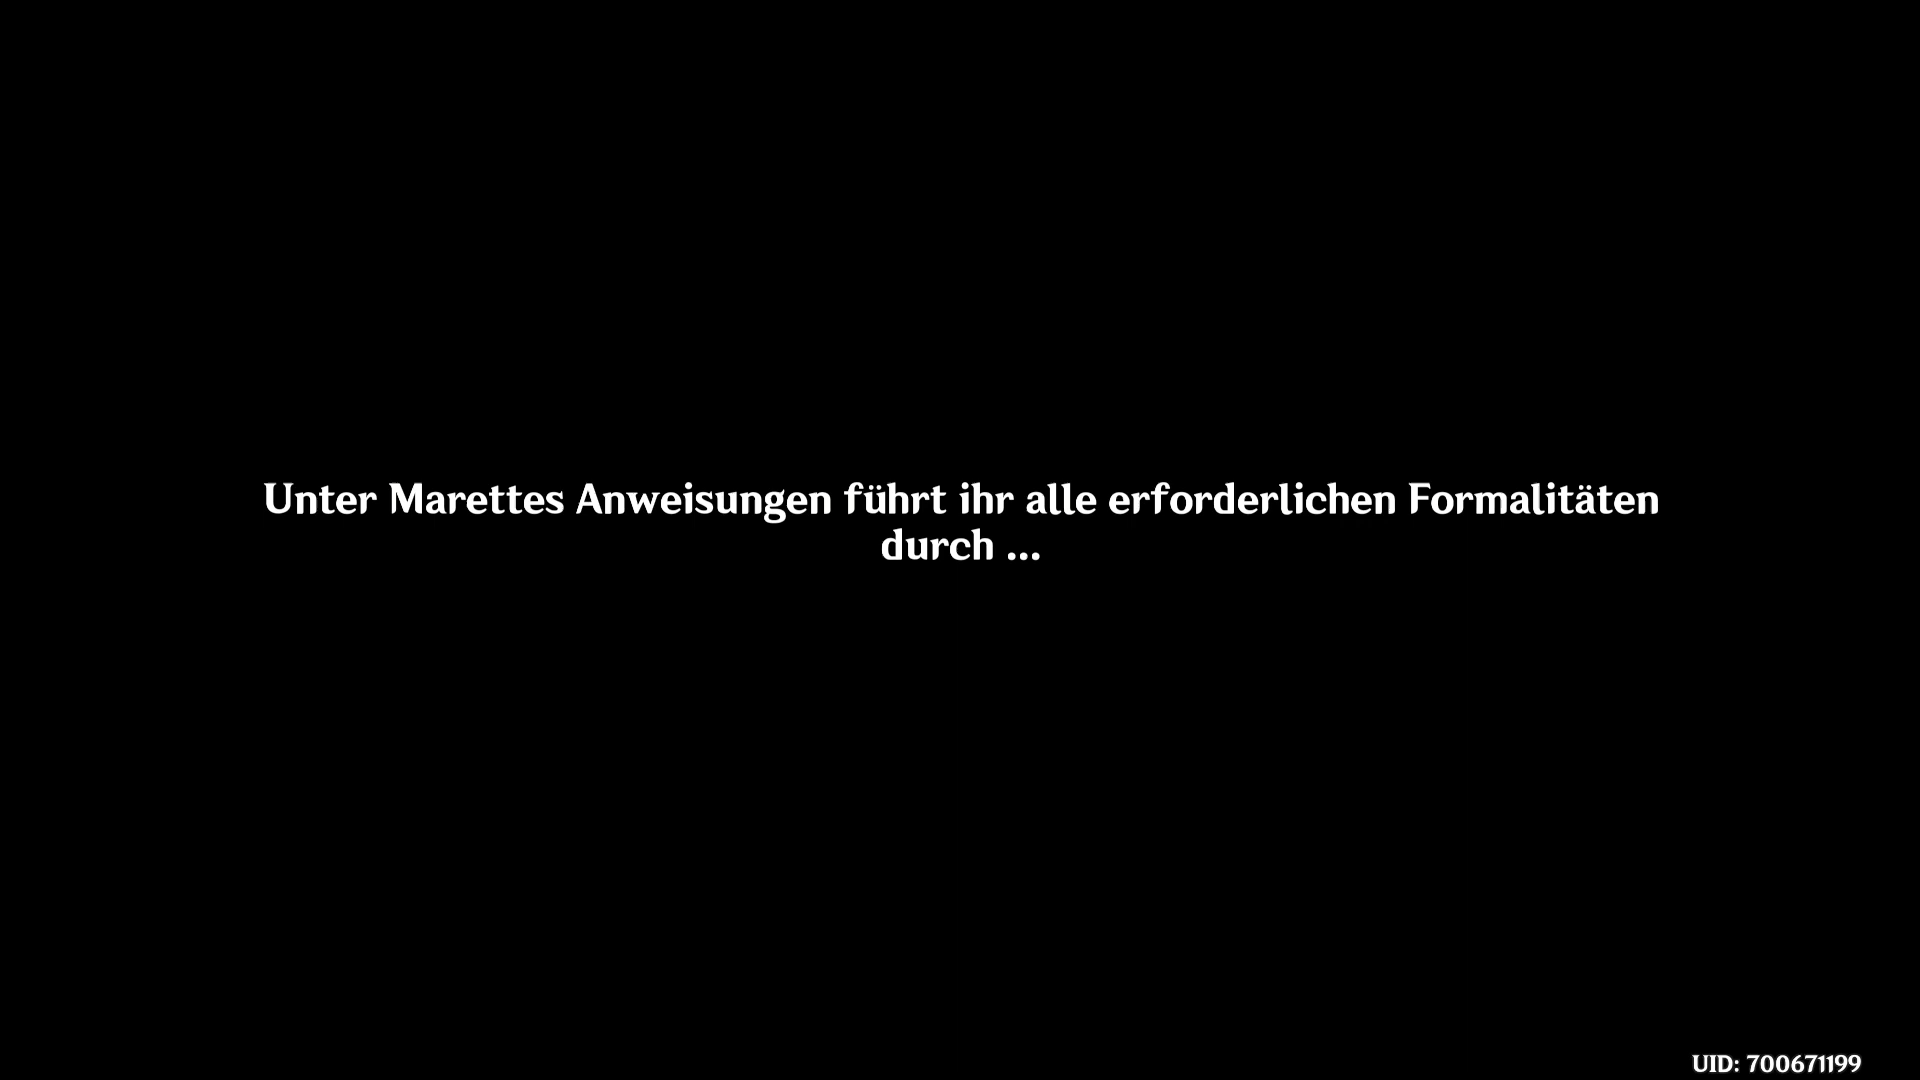 Unter Marettes Anweisungen führt ihr alle erforderlichen Formalitäten
durch ...
UID: 700671199